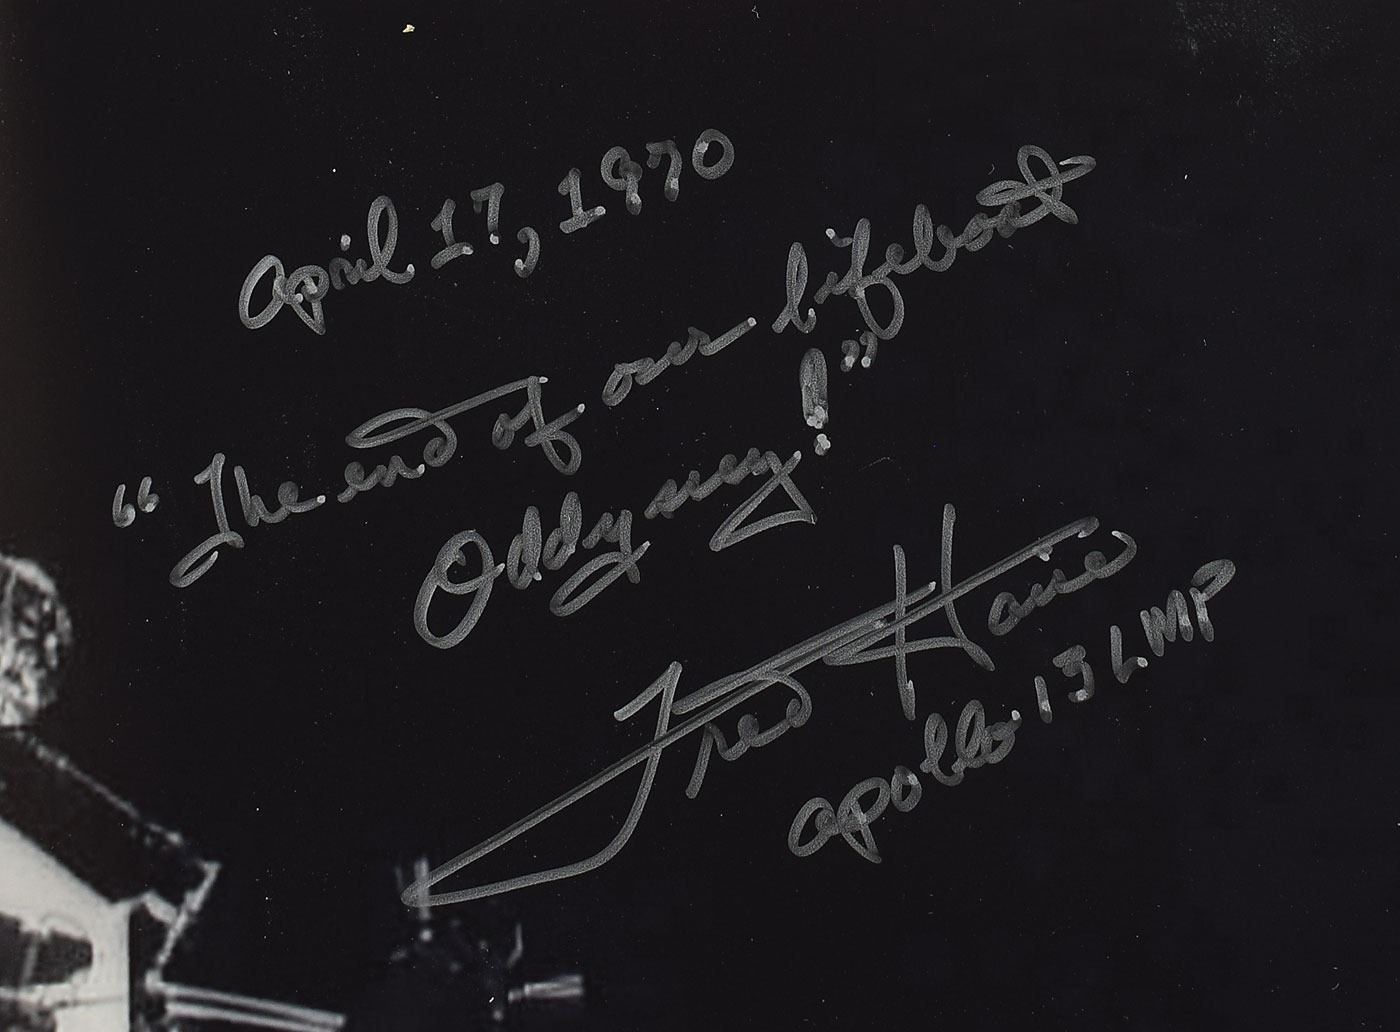 April 17, 1970
"The end of our lifeboat
Oddyssey!"
Fred Haise
Apollo 13 LMP